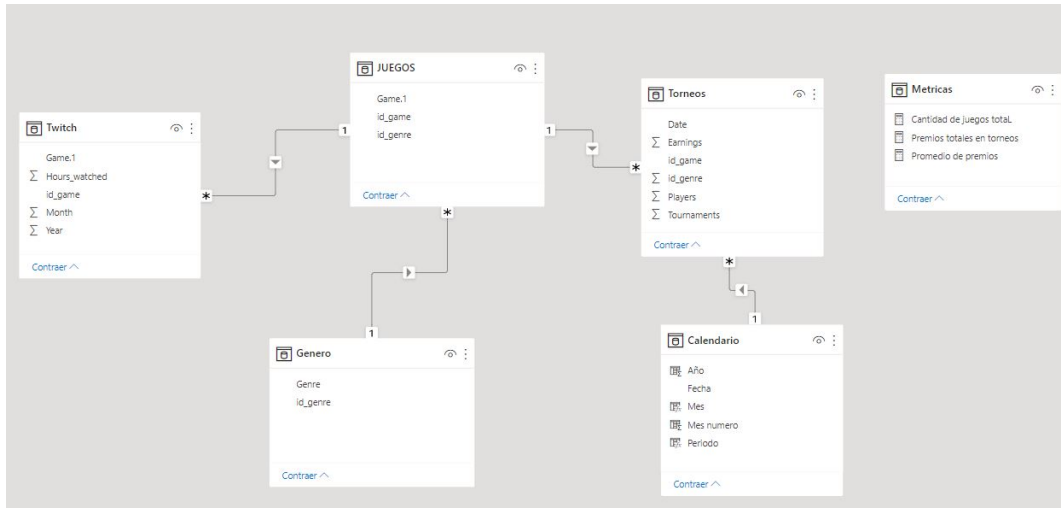 Twitch
Game.1
Hours_watched
id_game
Month
Year
Contraer
JUEGOS
Game.1
id_game
id_genre
Contraer
Torneos
Date
Earnings
id_game
id_genre
Players
Tournaments
Contraer
Metricas
Cantidad de juegos total.
Premios totales en torneos
Promedio de premios
Contraer
1
1
*
*
*
*
1
1
Genero
Genre
id_genre
Contraer
Calendario
Año
Fecha
Mes
Mes numero
Periodo
Contraer